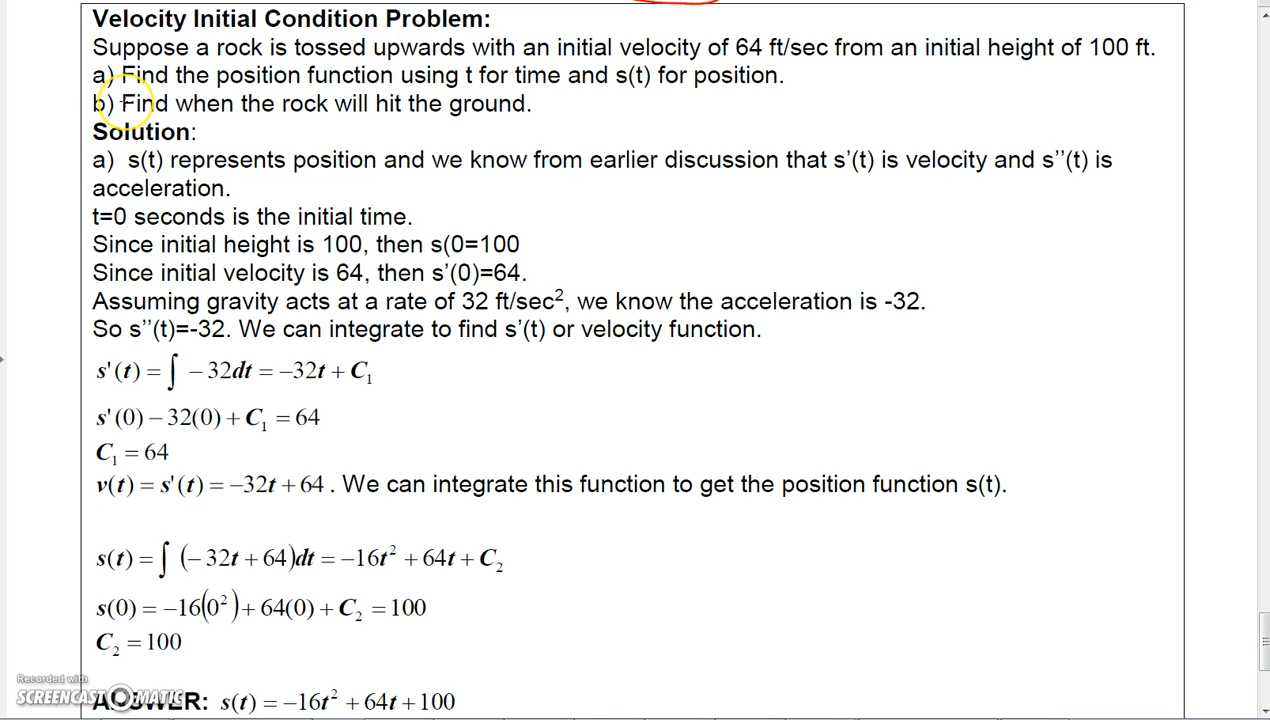 Velocity Initial Condition Problem:
Suppose a rock is tossed upwards with an initial velocity of 64 ft/sec from an initial height of 100 ft.
a) Find the position function using t for time and s(t) for position.
b) Find when the rock will hit the ground.
Solution:
a)  s(t) represents position and we know from earlier discussion that s’(t) is velocity and s’’(t) is
acceleration.
t=0 seconds is the initial time.
Since initial height is 100, then s(0=100
Since initial velocity is 64, then s’(0)=64.
Assuming gravity acts at a rate of 32 ft/sec², we know the acceleration is -32.
So s’’(t)=-32. We can integrate to find s’(t) or velocity function.
s'(t) = ∫ −32dt = −32t + C₁
s'(0) − 32(0) + C₁ = 64
C₁ = 64
v(t) = s'(t) = −32t + 64 . We can integrate this function to get the position function s(t).
s(t) = ∫ (−32t + 64)dt = −16t² + 64t + C₂
s(0) = −16(0²) + 64(0) + C₂ = 100
C₂ = 100
Recorded with
SCREENCAST-O-MATIC
ANSWER: s(t) = −16t² + 64t + 100